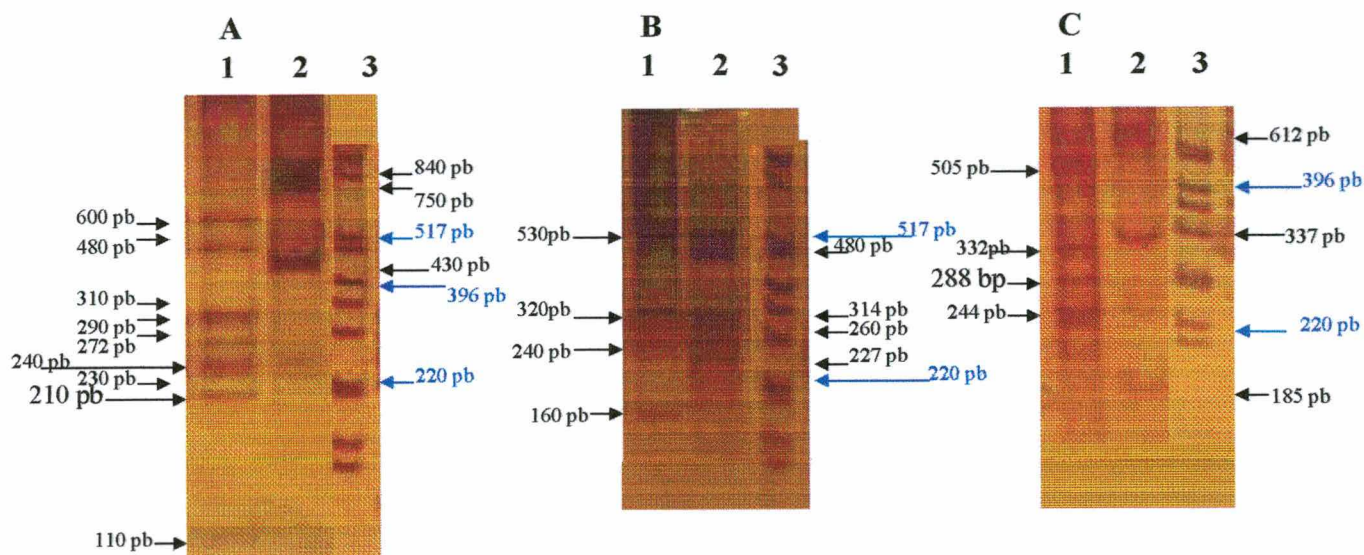 A
1 2 3
600 pb
480 pb
310 pb
290 pb
272 pb
240 pb
230 pb
210 pb
110 pb
840 pb
750 pb
517 pb
430 pb
396 pb
220 pb
B
1 2 3
530pb
320 pb
240 pb
160 pb
517 pb
480 pb
314 pb
260 pb
227 pb
220 pb
C
1 2 3
505 pb
332pb
288 bp
244 pb
612 pb
396 pb
337 pb
220 pb
185 pb